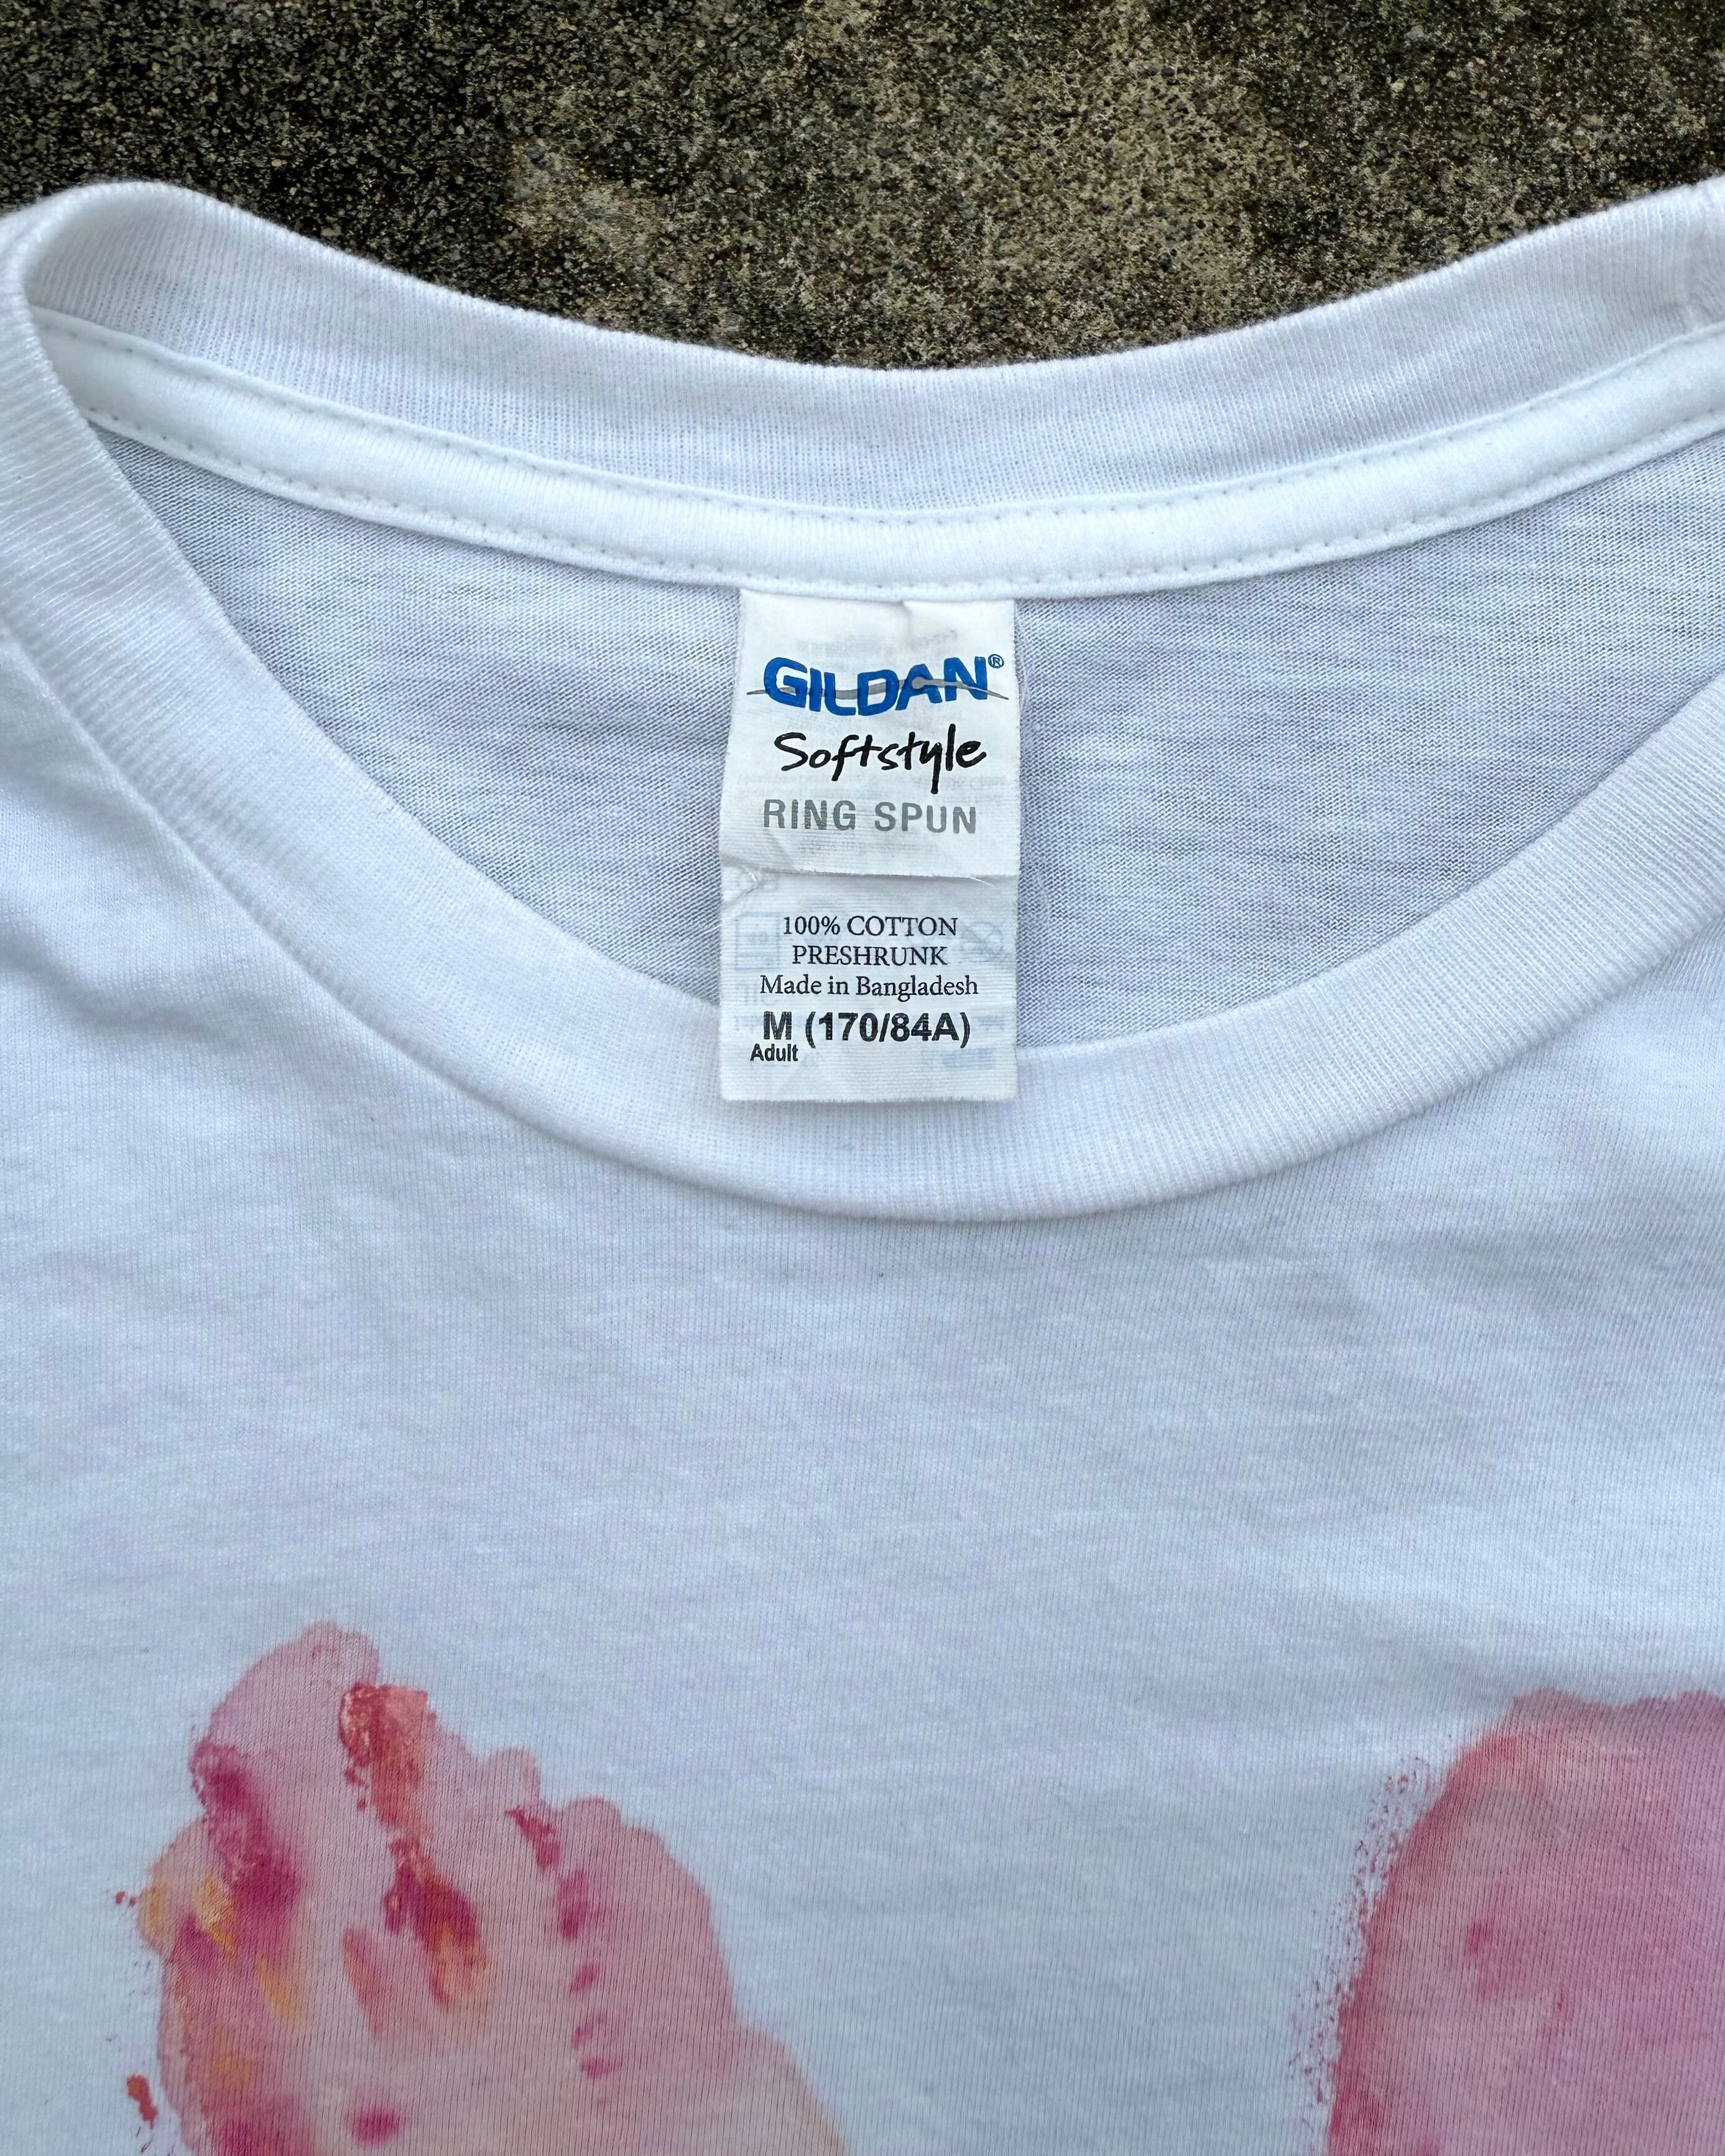 GILDAN®
Softstyle
RING SPUN
100% COTTON
PRESHRUNK
Made in Bangladesh
M (170/84A)
Adult